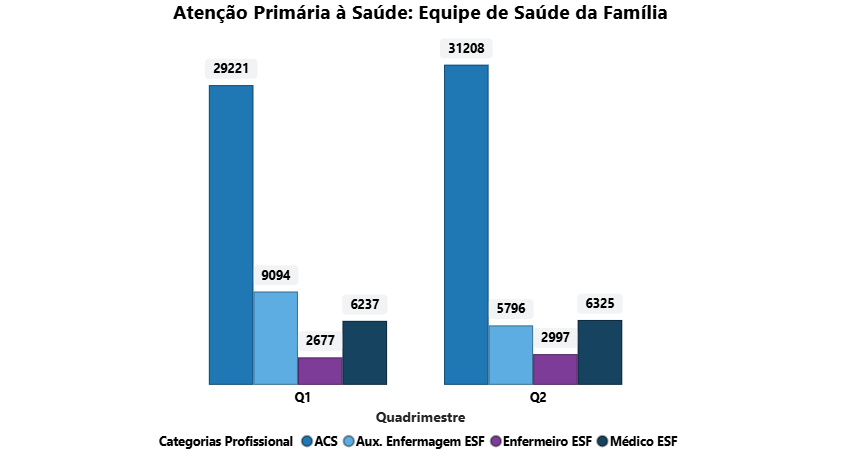 Atenção Primária à Saúde: Equipe de Saúde da Família
31208
29221
9094
6237
2677
5796
2997
6325
Q1
Q2
Quadrimestre
Categorias Profissional ACS Aux. Enfermagem ESF Enfermeiro ESF Médico ESF